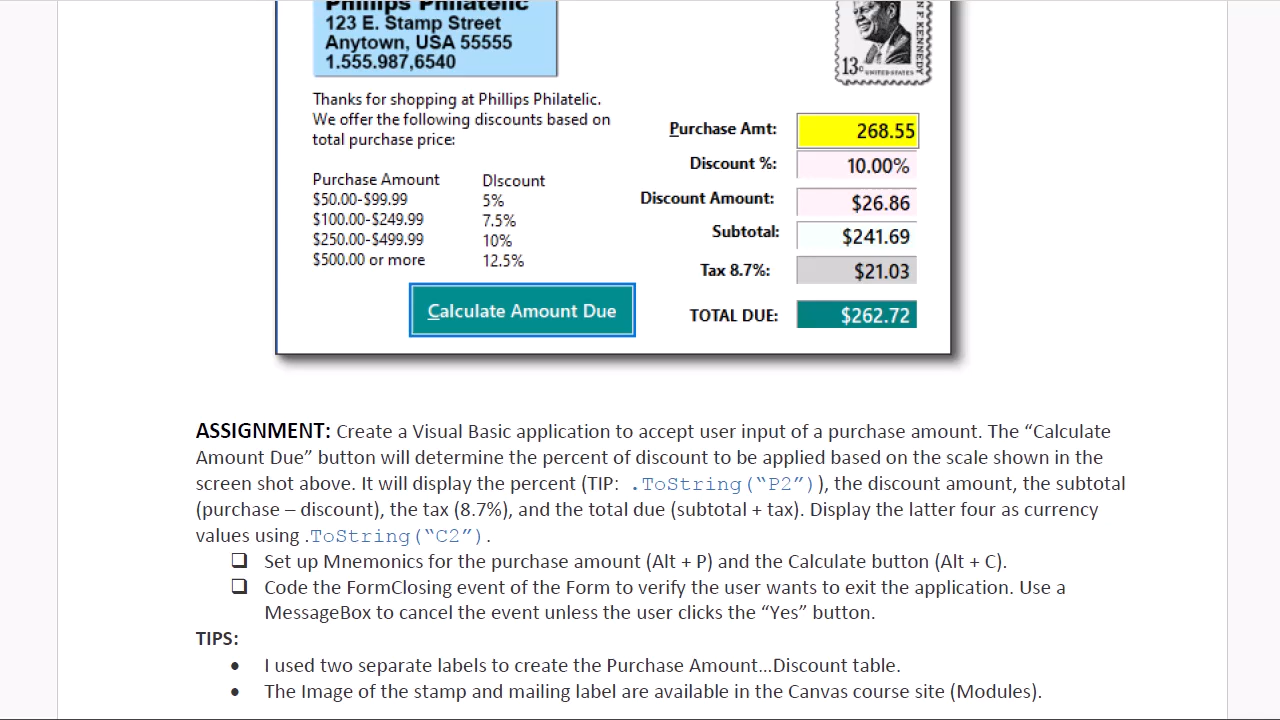 Phillips Philatelic
123 E. Stamp Street
Anytown, USA 55555
1.555.987,6540
N F. KENNEDY
13c UNITED STATES
Thanks for shopping at Phillips Philatelic.
We offer the following discounts based on
total purchase price:
Purchase Amount DIscount
$50.00-$99.99 5%
$100.00-$249.99 7.5%
$250.00-$499.99 10%
$500.00 or more 12.5%
Calculate Amount Due
Purchase Amt: 268.55
Discount %: 10.00%
Discount Amount: $26.86
Subtotal: $241.69
Tax 8.7%: $21.03
TOTAL DUE: $262.72
ASSIGNMENT: Create a Visual Basic application to accept user input of a purchase amount. The “Calculate
Amount Due” button will determine the percent of discount to be applied based on the scale shown in the
screen shot above. It will display the percent (TIP: .ToString(“P2”)), the discount amount, the subtotal
(purchase – discount), the tax (8.7%), and the total due (subtotal + tax). Display the latter four as currency
values using .ToString(“C2”).
❑ Set up Mnemonics for the purchase amount (Alt + P) and the Calculate button (Alt + C).
❑ Code the FormClosing event of the Form to verify the user wants to exit the application. Use a
MessageBox to cancel the event unless the user clicks the “Yes” button.
TIPS:
• I used two separate labels to create the Purchase Amount...Discount table.
• The Image of the stamp and mailing label are available in the Canvas course site (Modules).